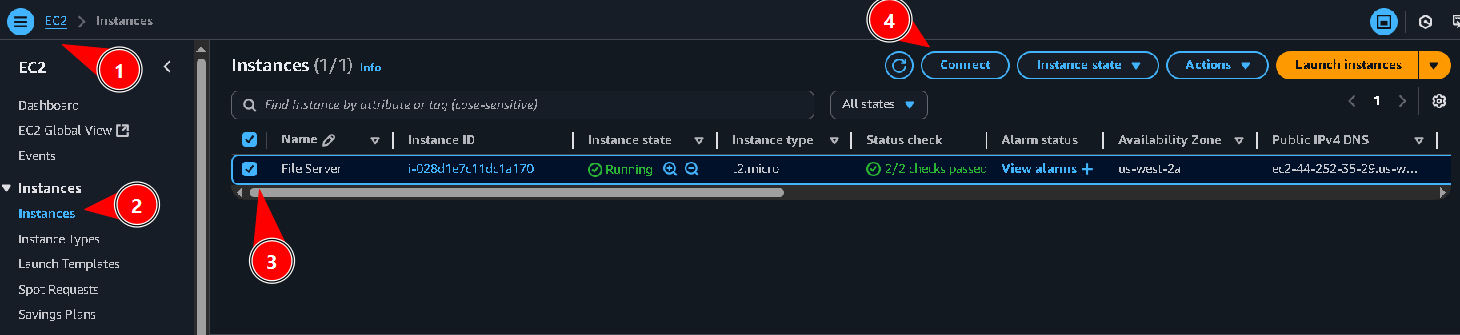 EC2 > Instances
4
1
EC2
Instances (1/1) Info
Connect
Instance state
Actions
Launch instances
Dashboard
EC2 Global View
Events
Find Instance by attribute or tag (case-sensitive)
All states
1
Name
Instance ID
Instance state
Instance type
Status check
Alarm status
Availability Zone
Public IPv4 DNS
File Server
i-028d1e7c11dc1a170
Running
t2.micro
2/2 checks passed
View alarms +
us-west-2a
ec2-44-252-35-29.us-w...
Instances
Instances
2
Instance Types
3
Launch Templates
Spot Requests
Savings Plans